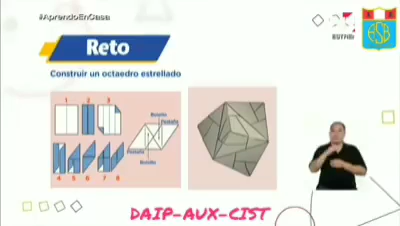 #AprendoEnCasa
ESB
Reto
Construir un octaedro estrellado
1 2 3
Bolsillo
Pestaña
Pestaña
Bolsillo
4 5 6 7 8
DAIP-AUX-CIST